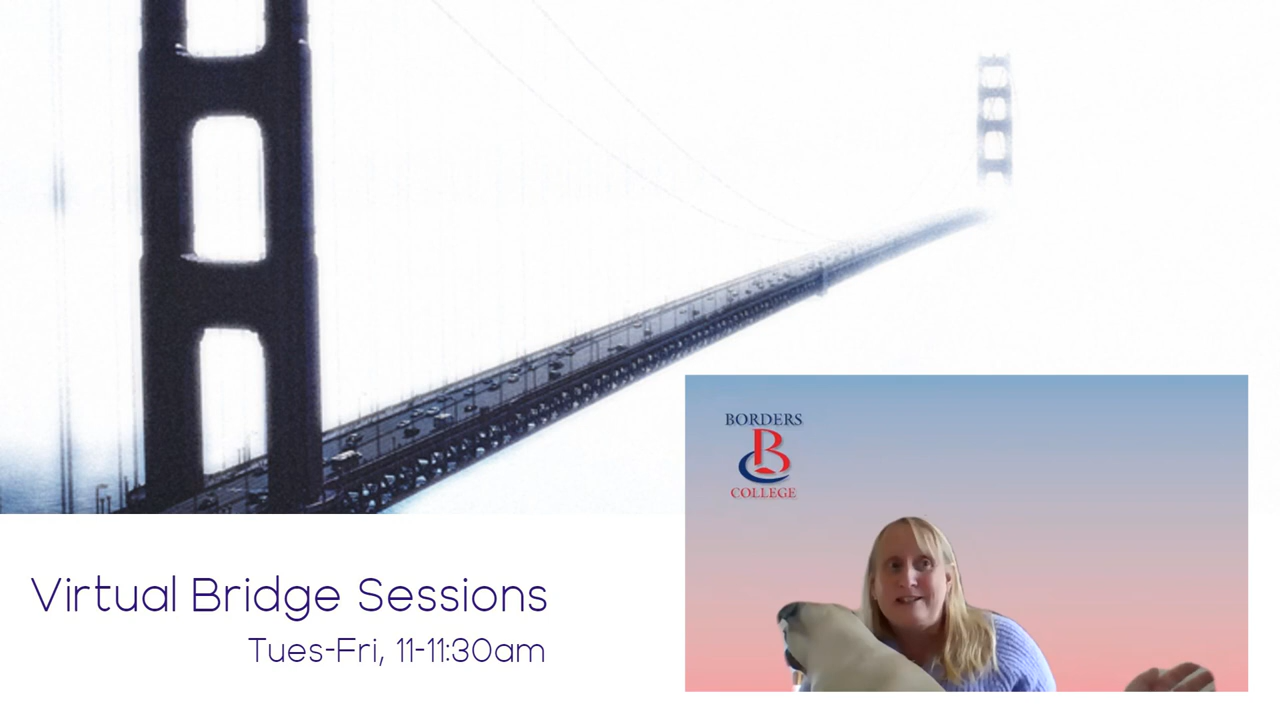 BORDERS
B
COLLEGE
Virtual Bridge Sessions
Tues-Fri, 11-11:30am